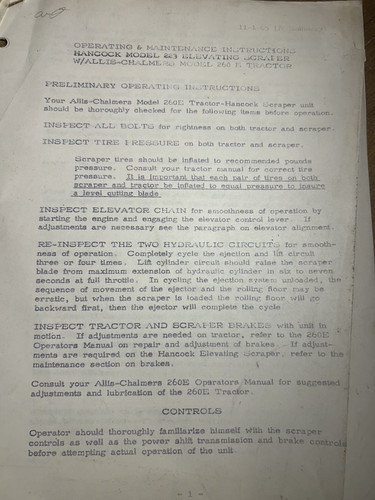 OPERATING & MAINTENANCE INSTRUCTIONS
HANCOCK MODEL 223 ELEVATING SCRAPER
W/ALLIS-CHALMERS MODEL 260 E TRACTOR
PRELIMINARY OPERATING INSTRUCTIONS
Your Allis-Chalmers Model 260E Tractor-Hancock Scraper unit
should be thoroughly checked for the following items before operation.
INSPECT ALL BOLTS for tightness on both tractor and scraper.
INSPECT TIRE PRESSURE on both tractor and scraper.
Scraper tires should be inflated to recommended pounds
pressure. Consult your tractor manual for correct tire
pressure. It is important that each pair of tires on both
scraper and tractor be inflated to equal pressure to insure
a level cutting blade
INSPECT ELEVATOR CHAIN for smoothness of operation by
starting the engine and engaging the elevator control lever. If
adjustments are necessary see the paragraph on elevator alignment.
RE-INSPECT THE TWO HYDRAULIC CIRCUITS for smooth-
ness of operation. Completely cycle the ejection and lift circuit
three or four times. Lift cylinder circuit should raise the scraper
blade from maximum extension of hydraulic cylinder in six to seven
seconds at full throttle. In cycling the ejection system unloaded, the
sequence of movement of the ejector and the rolling floor may be
erratic, but when the scraper is loaded the rolling floor will go
backward first, then the ejector will complete the cycle.
INSPECT TRACTOR AND SCRAPER BRAKES with unit in
motion. If adjustments are needed on tractor, refer to the 260E
Operators Manual on repair and adjustment of brakes. If adjust-
ments are required on the Hancock Elevating Scraper, refer to the
maintenance section on brakes.
Consult your Allis-Chalmers 260E Operators Manual for suggested
adjustments and lubrication of the 260E Tractor.
CONTROLS
Operator should thoroughly familiarize himself with the scraper
controls as well as the power shift transmission and brake controls
before attempting actual operation of the unit
- 1 -